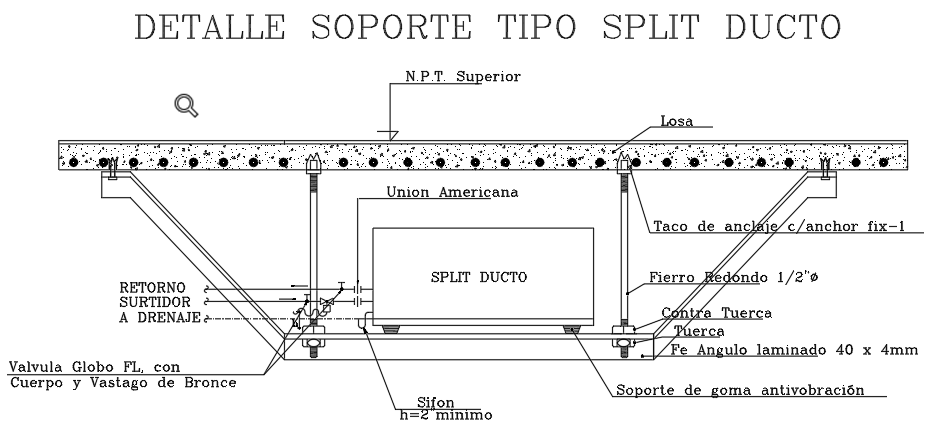 DETALLE SOPORTE TIPO SPLIT DUCTO
N.P.T. Superior
Losa
Union Americana
Taco de anclaje c/anchor fix-1
SPLIT DUCTO
Fierro Redondo 1/2"ø
RETORNO
SURTIDOR
A DRENAJE
Contra Tuerca
Tuerca
Fe Angulo laminado 40 x 4mm
Valvula Globo FL, con
Cuerpo y Vastago de Bronce
Soporte de goma antivobración
Sifon
h=2"minimo